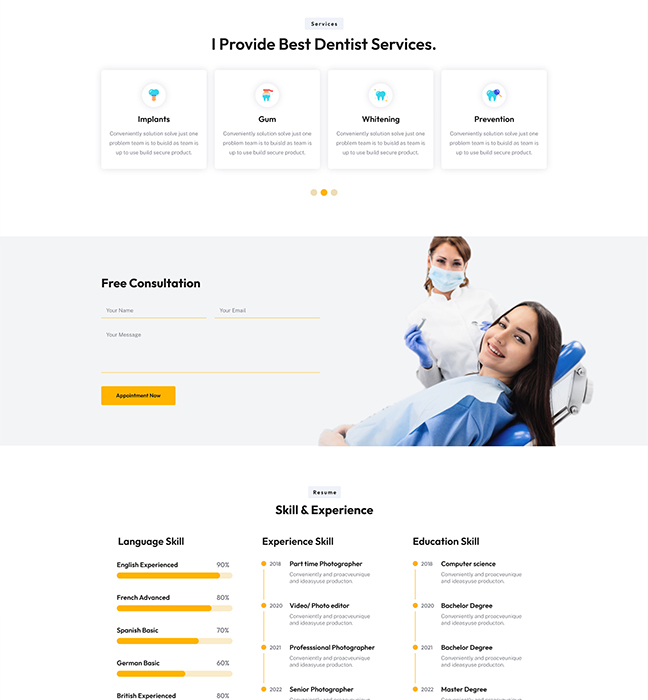 Services
I Provide Best Dentist Services.
Implants
Conveniently solution solve just one
problem team is to buisld as team is
up to use build secure product.
Gum
Conveniently solution solve just one
problem team is to buisld as team is
up to use build secure product.
Whitening
Conveniently solution solve just one
problem team is to buisld as team is
up to use build secure product.
Prevention
Conveniently solution solve just one
problem team is to buisld as team is
up to use build secure product.
Free Consultation
Your Name
Your Email
Your Message
Appointment Now
Resume
Skill & Experience
Language Skill
English Experienced 90%
French Advanced 80%
Spanish Basic 70%
German Basic 60%
British Experienced 80%
Experience Skill
2018 Part time Photographer
Conveniently and proacveunique
and ideasyuse producton.
2020 Video/ Photo editor
Conveniently and proacveunique
and ideasyuse producton.
2021 Professsional Photographer
Conveniently and proacveunique
and ideesyuse producton.
2022 Senior Photographer
Conveniently and proacveunique
Education Skill
2018 Computer science
Conveniently and proacveunique
and ideasyuse producton.
2020 Bachelor Degree
Conveniently and proacveunique
and ideasyuse producton.
2021 Bachelor Degree
Conveniently and proacveunique
and ideesyuse producton.
2022 Master Degree
Conveniently and proacveunique